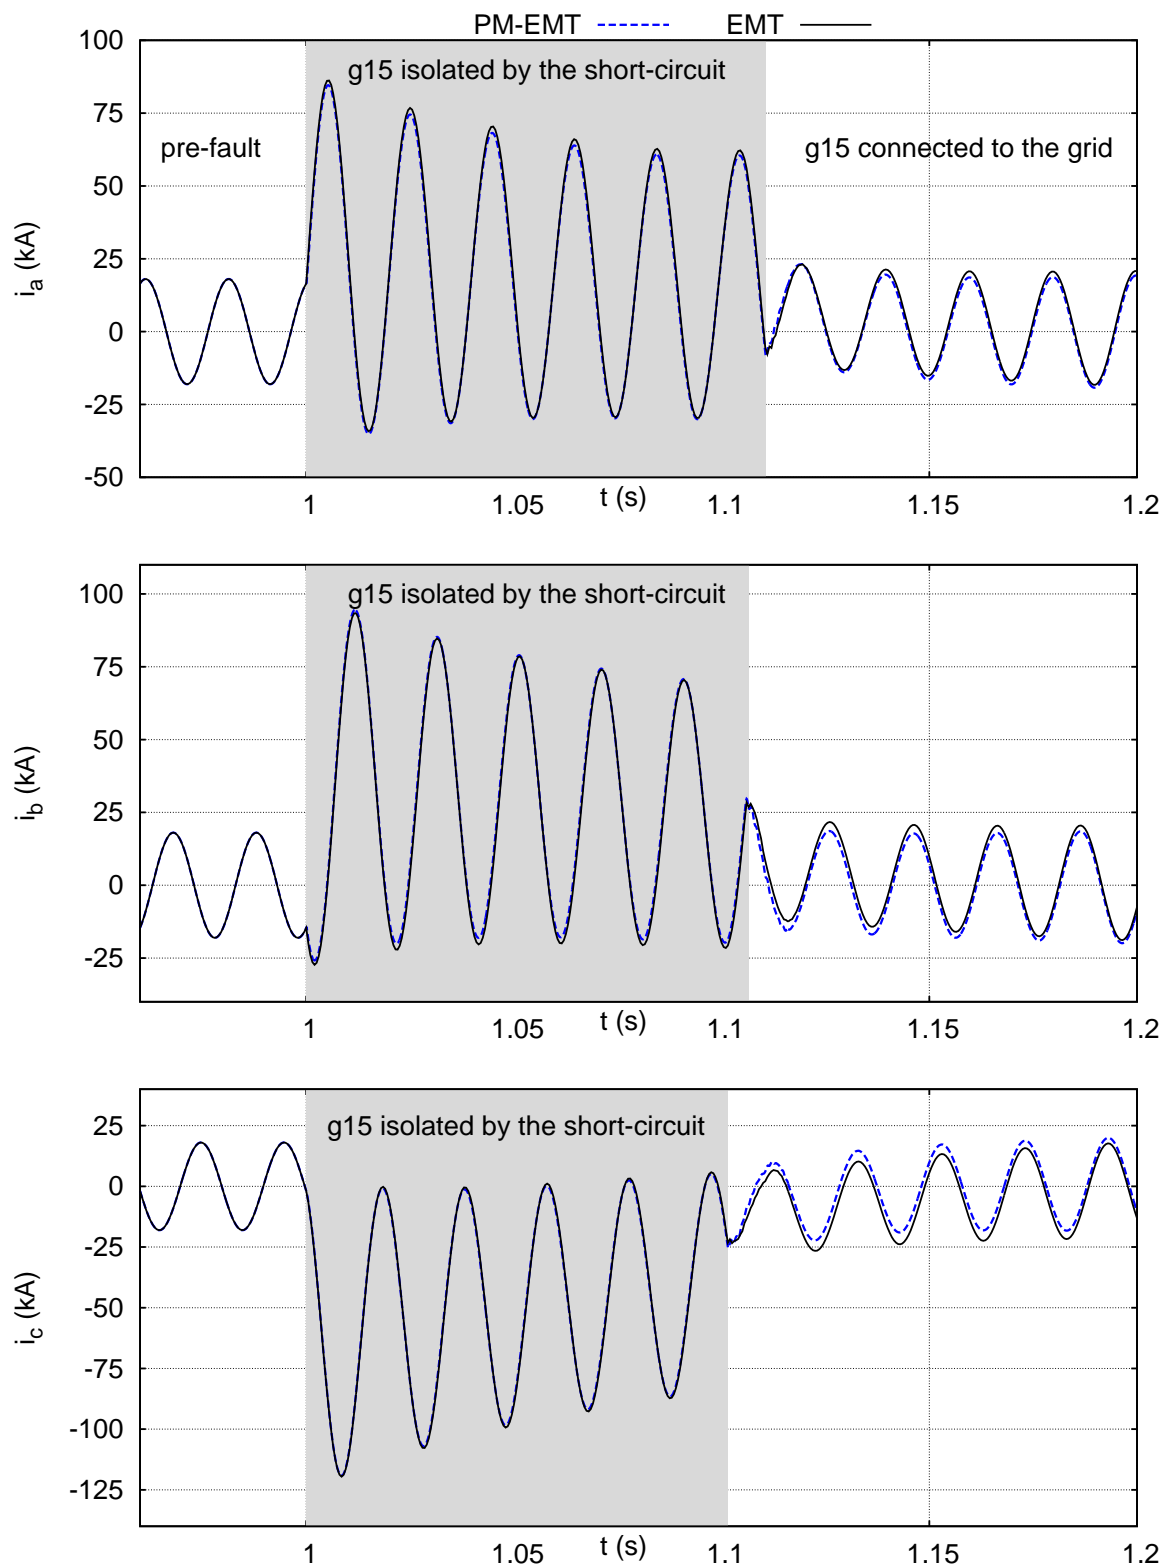 PM-EMT EMT
100
g15 isolated by the short-circuit
75
pre-fault g15 connected to the grid
50
i_a (kA)
25
0
-25
-50
1 1.05 t (s) 1.1 1.15 1.2
100
g15 isolated by the short-circuit
75
50
i_b (kA)
25
0
-25
1 1.05 t (s) 1.1 1.15 1.2
25
g15 isolated by the short-circuit
0
-25
i_c (kA)
-50
-75
-100
-125
1 1.05 t (s) 1.1 1.15 1.2